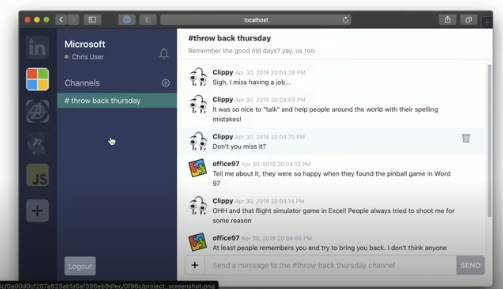 localhost
in
Microsoft
Chris User
Channels
# throw back thursday
JS
Logout
#throw back thursday
Remember the good old days? yay, us too.
Clippy Apr 30, 2019 20:04:38 PM
Sigh, I miss having a job...
Clippy Apr 30, 2019 20:04:64 PM
It was so nice to "talk" and help people around the world with their spelling
mistakes!
Clippy Apr 30, 2019 20:04:70 PM
Don't you miss it?
office97 Apr 30, 2019 20:04:12 PM
Tell me about it, they were so happy when they found the pinball game in Word
97
Clippy Apr 30, 2019 20:04:14 PM
OHH and that flight simulator game in Excel! People always tried to shoot me for
some reason
office97 Apr 30, 2019 20:04:99 PM
At least people remembers you and try to bring you back. I don't think anyone
+ Send a message to the #throw back thursday channel
SEND